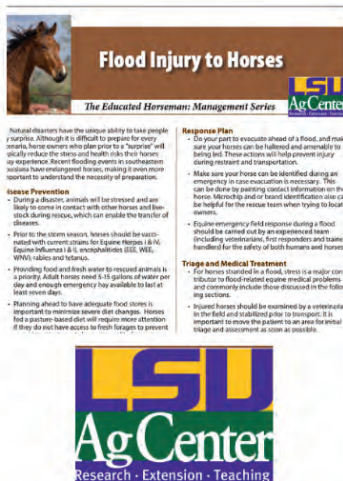 Flood Injury to Horses
The Educated Horseman: Management Series
LSU
AgCenter
Research · Extension · Teaching
Natural disasters have the unique ability to take people
by surprise. Although it is difficult to prepare for every
scenario, horse owners who plan prior to a "surprise" will
typically reduce the stress and health risks their horses
may experience. Recent flooding events in southeastern
Louisiana have endangered horses, making it even more
important to understand the necessity of preparation.
Disease Prevention
• During a disaster, animals will be stressed and are
likely to come in contact with other horses and live-
stock during rescue, which can enable the transfer of
diseases.
• Prior to the storm season, horses should be vacci-
nated with current strains for Equine Herpes I & IV,
Equine Influenza I & II, encephalitides (EEE, WEE,
WNV), rabies and tetanus.
• Providing food and fresh water to rescued animals is
a priority. Adult horses need 5-15 gallons of water per
day and enough emergency hay available to last at
least seven days.
• Planning ahead to have adequate food stores is
important to minimize severe diet changes. Horses
fed a pasture-based diet will require more attention
if they do not have access to fresh forages to prevent
Response Plan
• Do your part to evacuate ahead of a flood, and make
sure your horses can be haltered and amenable to
being led. These actions will help prevent injury
during restraint and transportation.
• Make sure your horse can be identified during an
emergency in case evacuation is necessary. This
can be done by painting contact information on the
horse. Microchip and or brand identification also can
be helpful for the rescue team when trying to locate
owners.
• Equine emergency field response during a flood
should be carried out by an experienced team
(including veterinarians, first responders and trained
handlers) for the safety of both humans and horses.
Triage and Medical Treatment
• For horses stranded in a flood, stress is a major con-
tributor to flood-related equine medical problems
and commonly include those discussed in the follow-
ing sections.
• Injured horses should be examined by a veterinarian
in the field and stabilized prior to transport. It is
important to move the patient to an area for initial
triage and assessment as soon as possible.
LSU
AgCenter
Research · Extension · Teaching